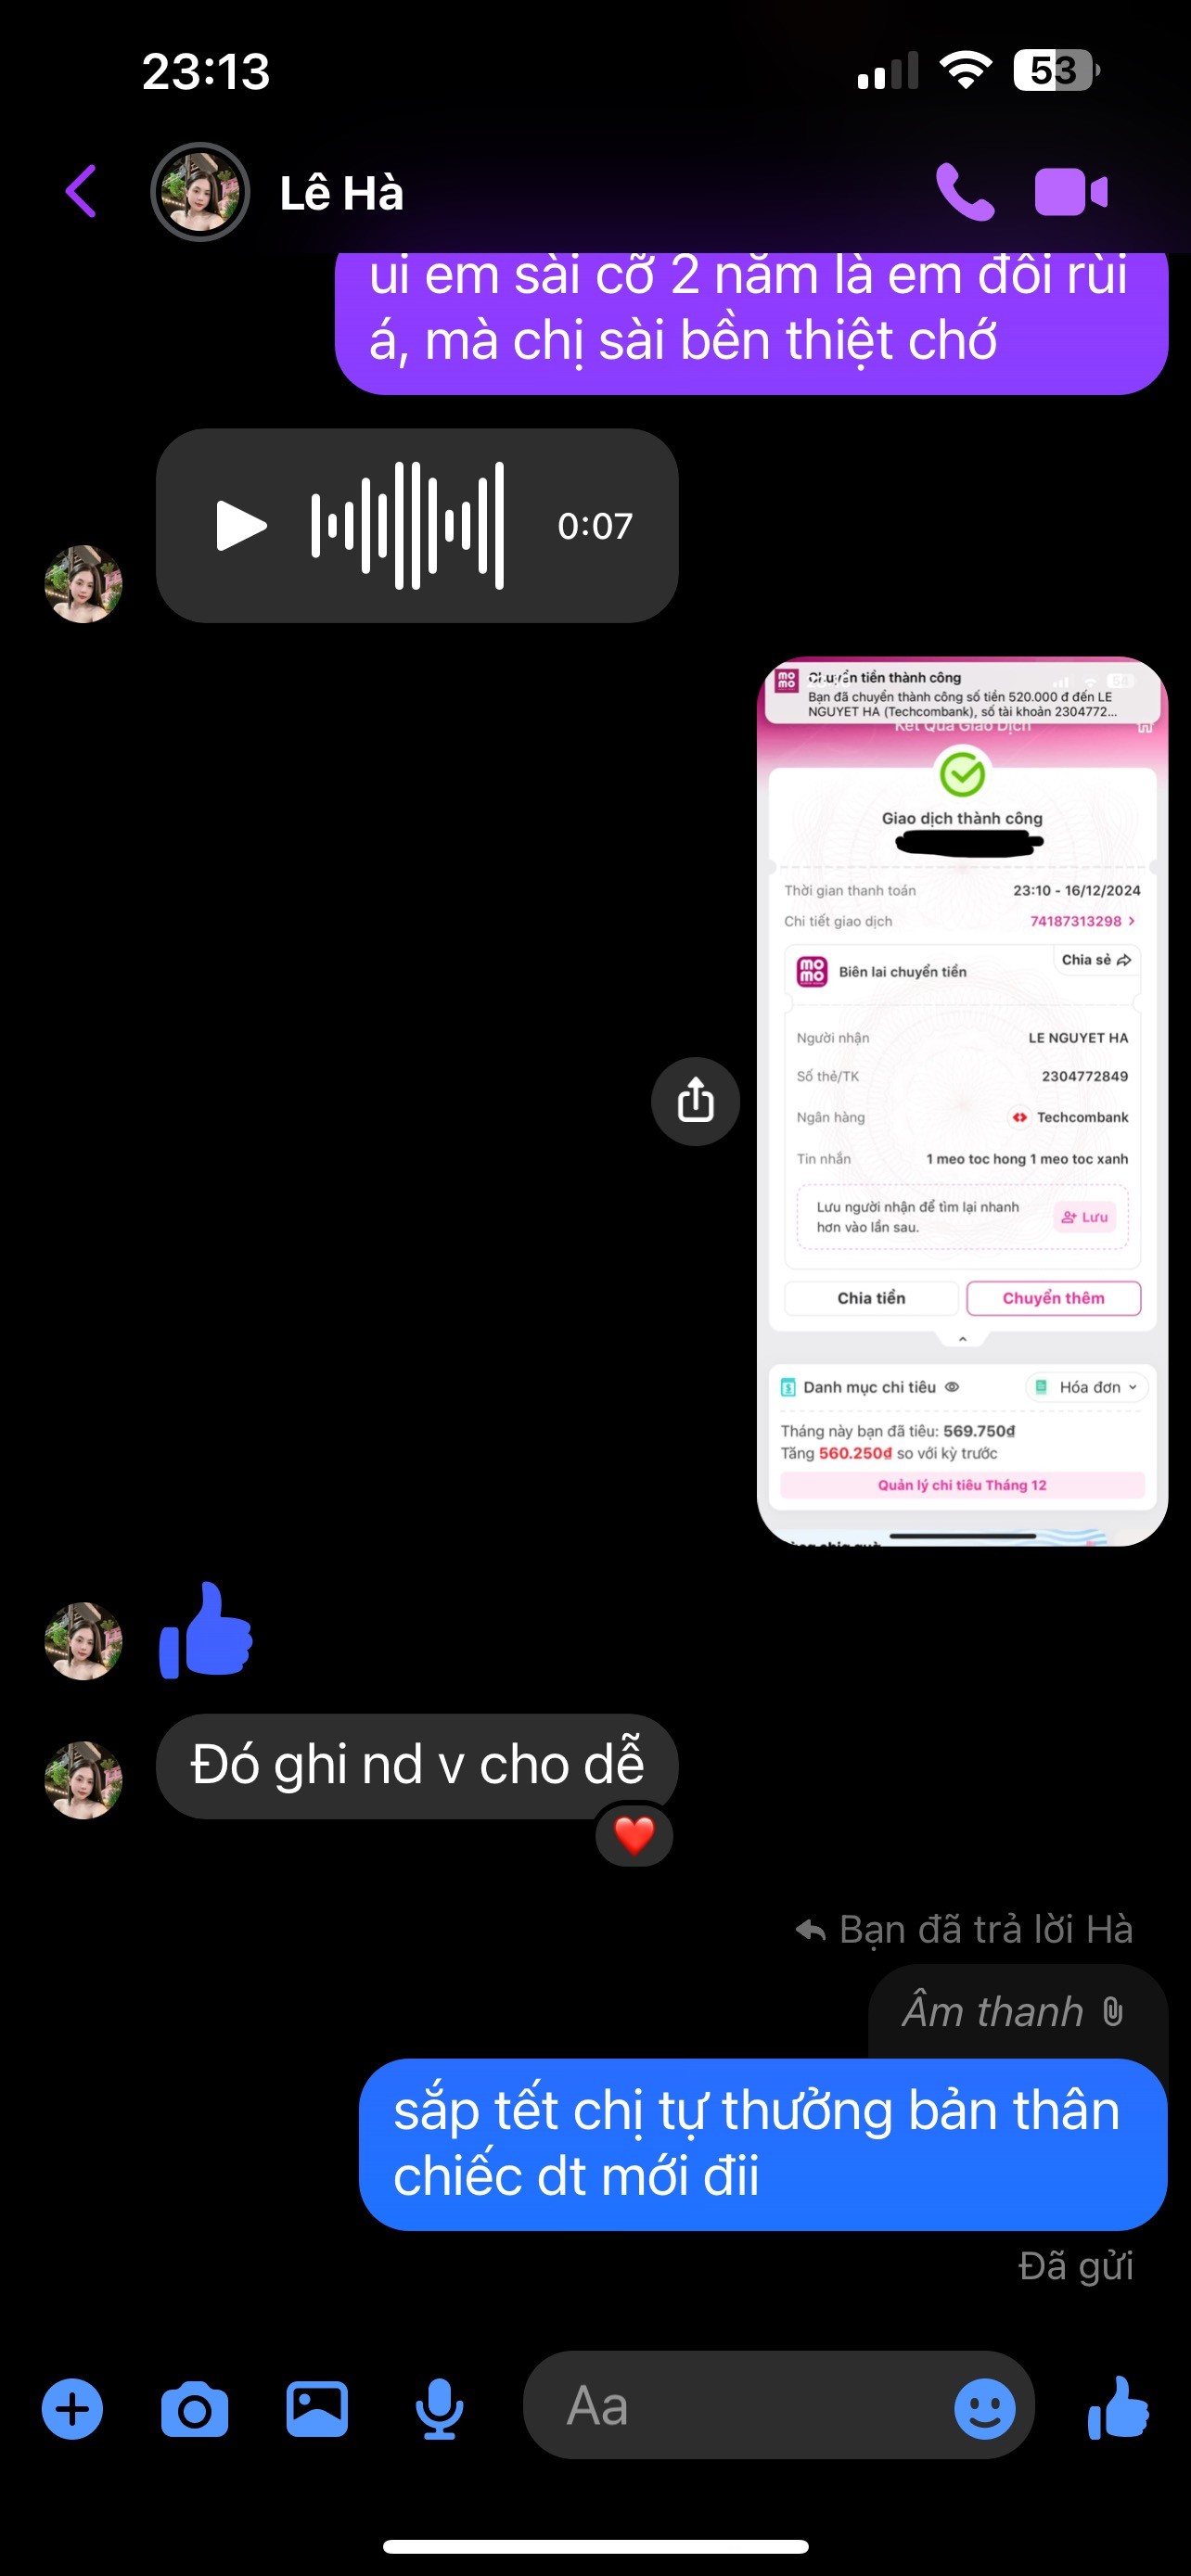 23:13
53
Lê Hà
ui em sài cỡ 2 năm là em đổi rùi
á, mà chị sài bền thiệt chớ
0:07
mo
mo
Chuyển tiền thành công
Bạn đã chuyển thành công số tiền 520.000 đ đến LE
NGUYET HA (Techcombank), số tài khoản 2304772...
Kết Quả Giao Dịch
Giao dịch thành công
Thời gian thanh toán 23:10 - 16/12/2024
Chi tiết giao dịch 74187313298
mo
mo
Biên lai chuyển tiền
Chia sẻ
Người nhận LE NGUYET HA
Số thẻ/TK 2304772849
Ngân hàng Techcombank
Tin nhắn 1 meo toc hong 1 meo toc xanh
Lưu người nhận để tìm lại nhanh
hơn vào lần sau.
Lưu
Chia tiền Chuyển thêm
Danh mục chi tiêu Hóa đơn
Tháng này bạn đã tiêu: 569.750đ
Tăng 560.250đ so với kỳ trước
Quản lý chi tiêu Tháng 12
Đó ghi nd v cho dễ
Bạn đã trả lời Hà
Âm thanh
sắp tết chị tự thưởng bản thân
chiếc dt mới đii
Đã gửi
Aa